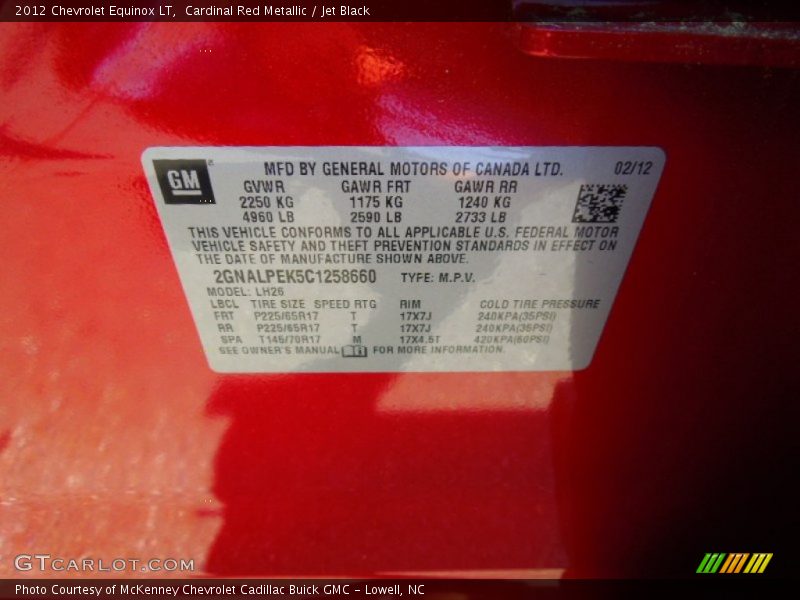 2012 Chevrolet Equinox LT,  Cardinal Red Metallic / Jet Black
GM
MFD BY GENERAL MOTORS OF CANADA LTD. 02/12
GVWR GAWR FRT GAWR RR
2250 KG 1175 KG 1240 KG
4960 LB 2590 LB 2733 LB
THIS VEHICLE CONFORMS TO ALL APPLICABLE U.S. FEDERAL MOTOR
VEHICLE SAFETY AND THEFT PREVENTION STANDARDS IN EFFECT ON
THE DATE OF MANUFACTURE SHOWN ABOVE.
2GNALPEK5C1258660 TYPE: M.P.V.
MODEL: LH26
LBCL TIRE SIZE SPEED RTG RIM COLD TIRE PRESSURE
FRT P225/65R17 T 17X7J 240KPA(35PSI)
RR P225/65R17 T 17X7J 240KPA(35PSI)
SPA T145/70R17 M 17X4.5T 420KPA(60PSI)
SEE OWNER'S MANUAL FOR MORE INFORMATION.
GTCARLOT.COM
Photo Courtesy of McKenney Chevrolet Cadillac Buick GMC - Lowell, NC